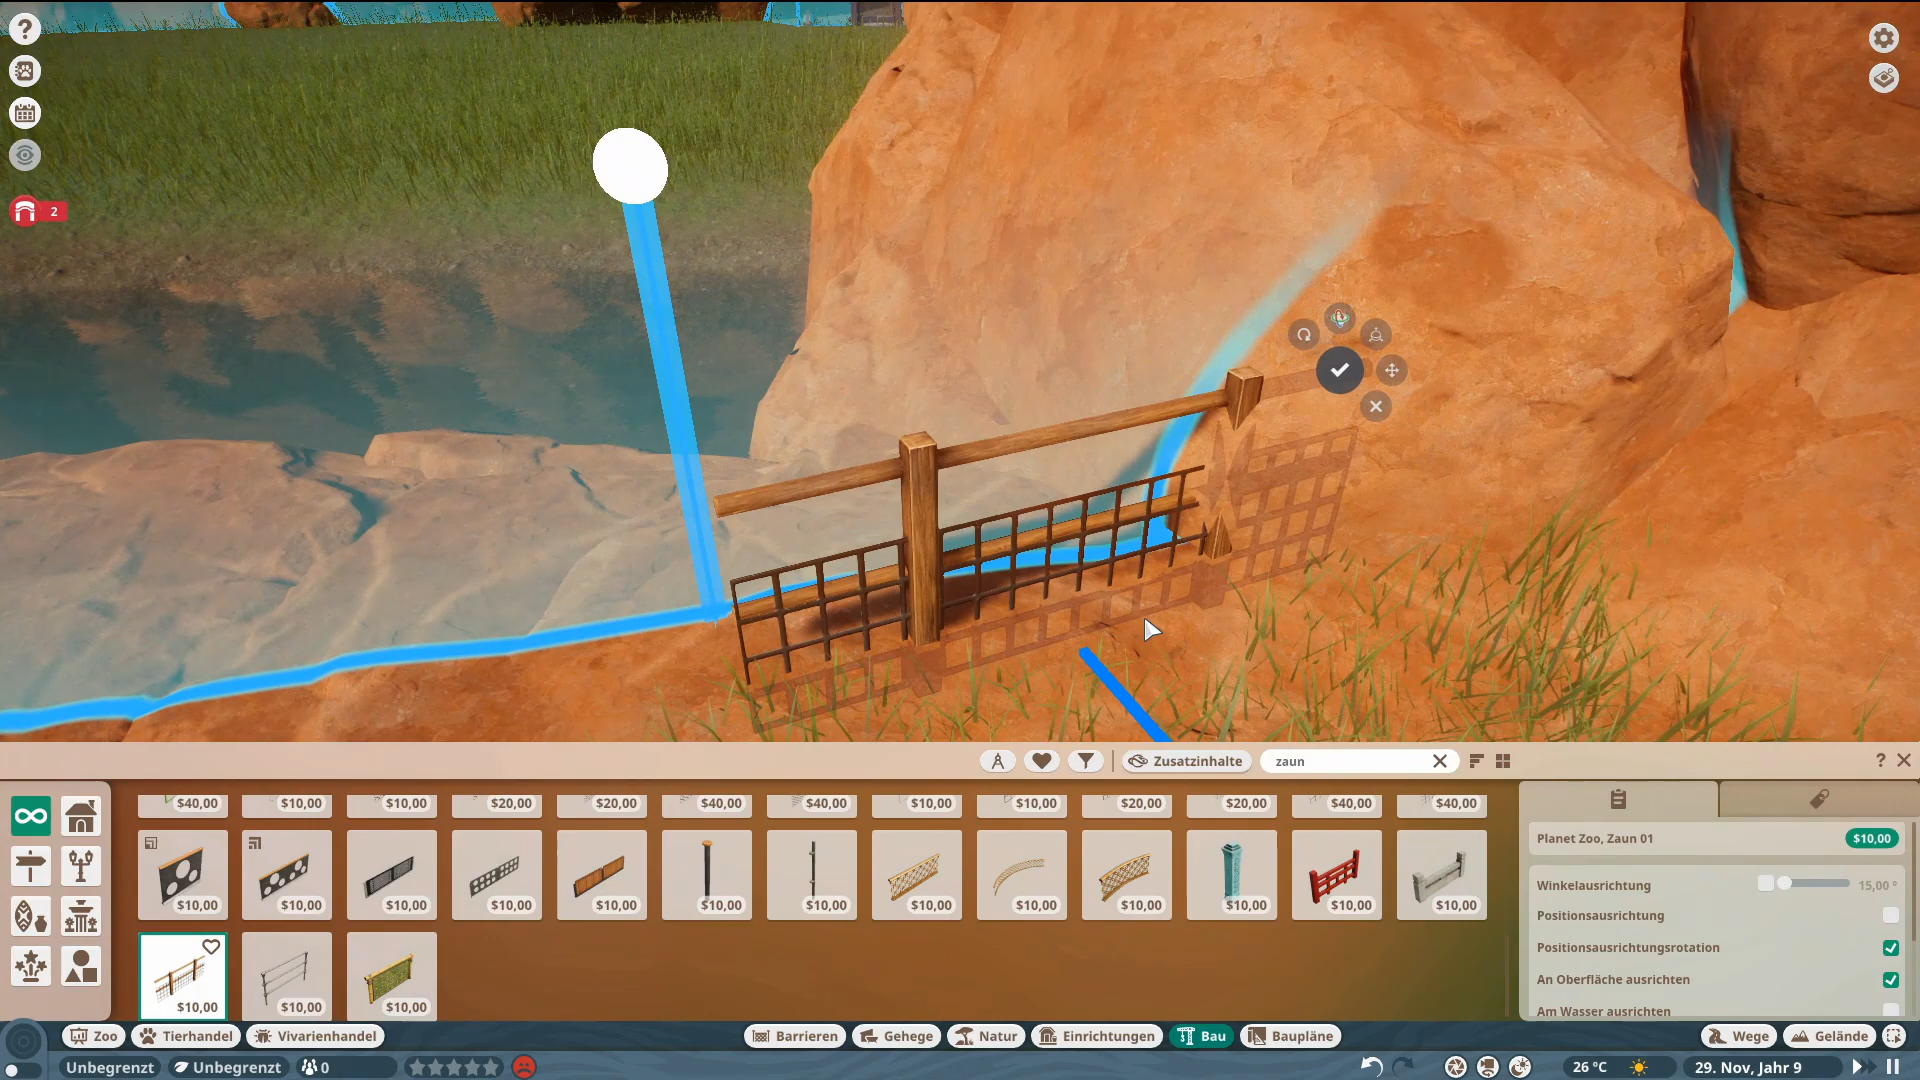 ?
2
Zusatzinhalte
zaun
?
$40,00 $10,00 $10,00 $20,00 $20,00 $40,00 $40,00 $10,00 $10,00 $20,00 $20,00 $40,00 $40,00
$10,00 $10,00 $10,00 $10,00 $10,00 $10,00 $10,00 $10,00 $10,00 $10,00 $10,00 $10,00 $10,00
$10,00 $10,00 $10,00
Planet Zoo, Zaun 01 $10,00
Winkelausrichtung 15,00 °
Positionsausrichtung
Positionsausrichtungsrotation
An Oberfläche ausrichten
Am Wasser ausrichten
Zoo Tierhandel Vivarienhandel Barrieren Gehege Natur Einrichtungen Bau Baupläne Wege Gelände
Unbegrenzt Unbegrenzt 0 26 °C 29. Nov, Jahr 9